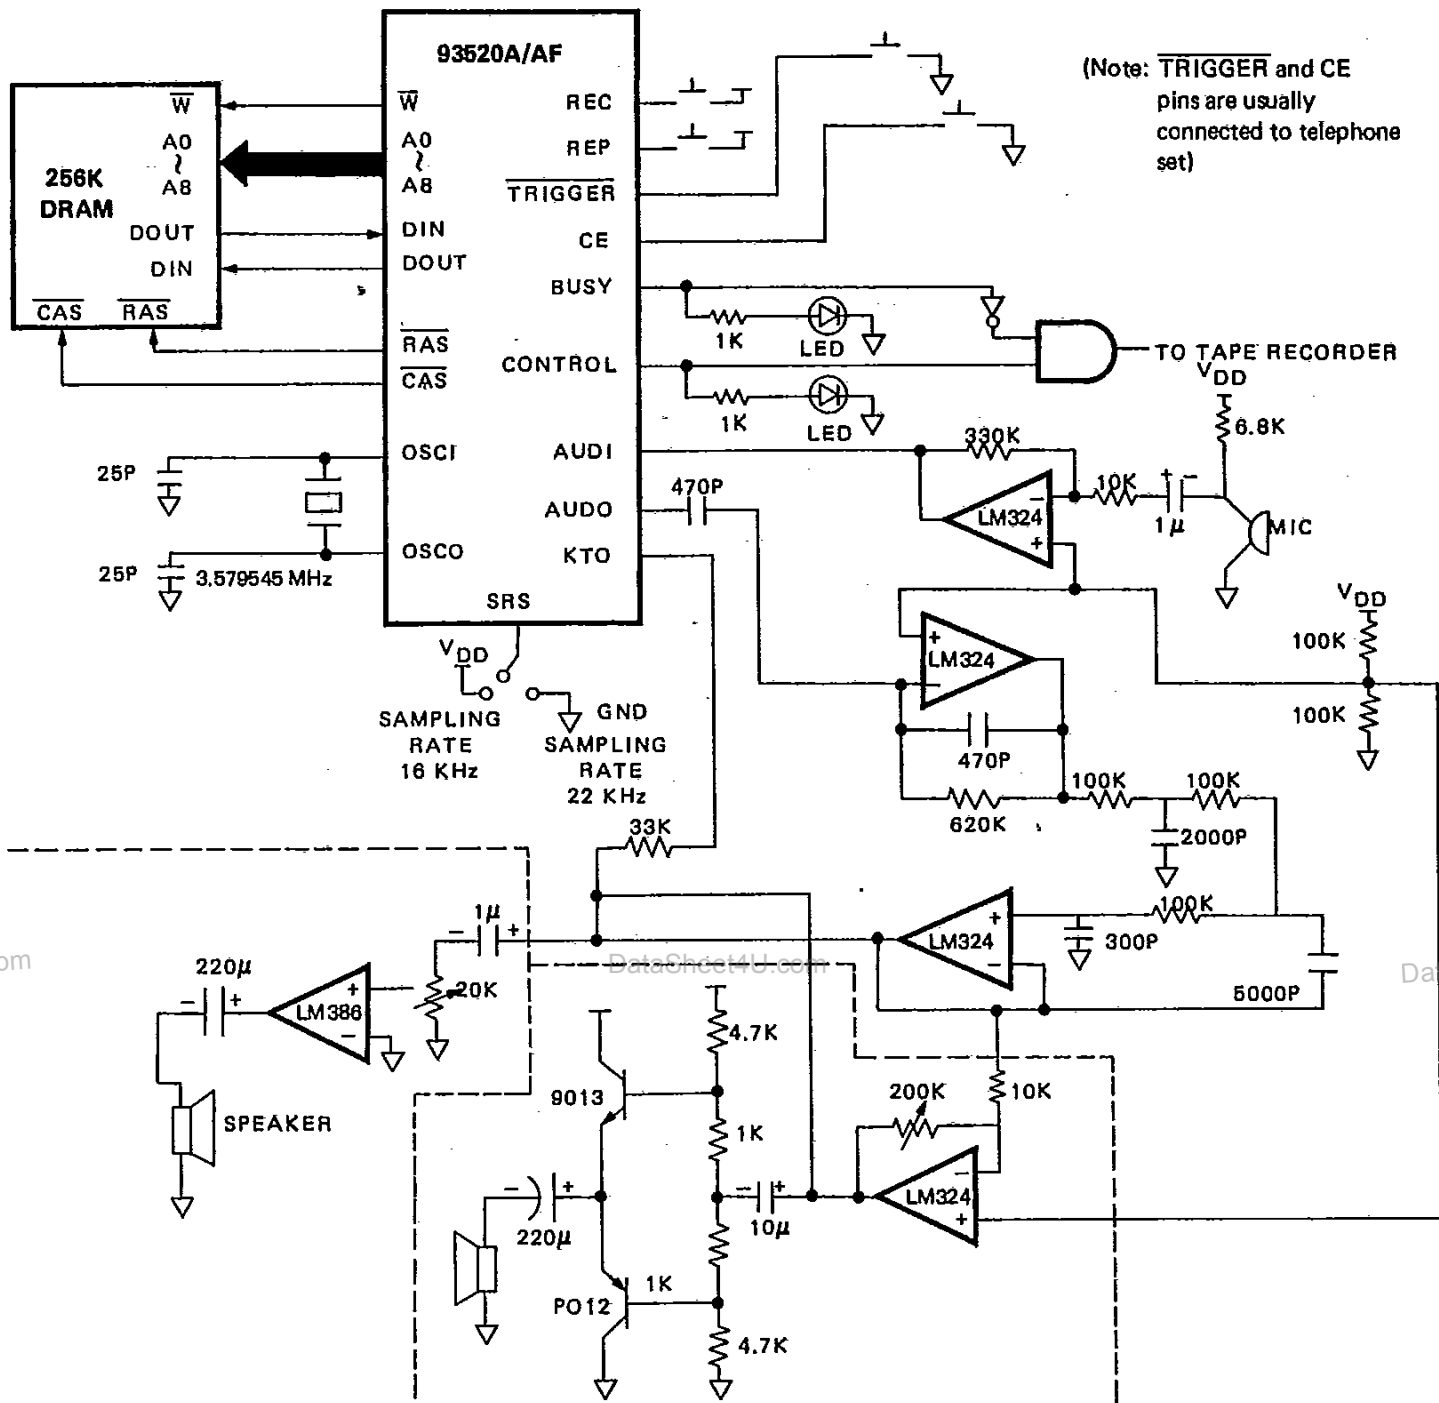 93520A/AF
(Note: TRIGGER and CE
pins are usually
connected to telephone
set)
256K
DRAM
W
A0
~
A8
DOUT
DIN
CAS
RAS
W
A0
~
A8
DIN
DOUT
RAS
CAS
OSCI
OSCO
SRS
REC
REP
TRIGGER
CE
BUSY
CONTROL
AUDI
AUDO
KTO
1K
LED
1K
LED
TO TAPE RECORDER
VDD
6.8K
330K
10K
+ -
1µ
MIC
LM324
-
+
470P
25P
25P
3.579545 MHz
VDD
SAMPLING
RATE
16 KHz
GND
SAMPLING
RATE
22 KHz
+
LM324
-
470P
620K
VDD
100K
100K
100K
100K
2000P
100K
300P
5000P
+
LM324
-
33K
1µ
- +
20K
220µ
- +
+
LM386
-
SPEAKER
DataSheet4U.com
om
Da
4.7K
9013
1K
- +
10µ
1K
PO12
4.7K
- +
220µ
200K
10K
-
LM324
+